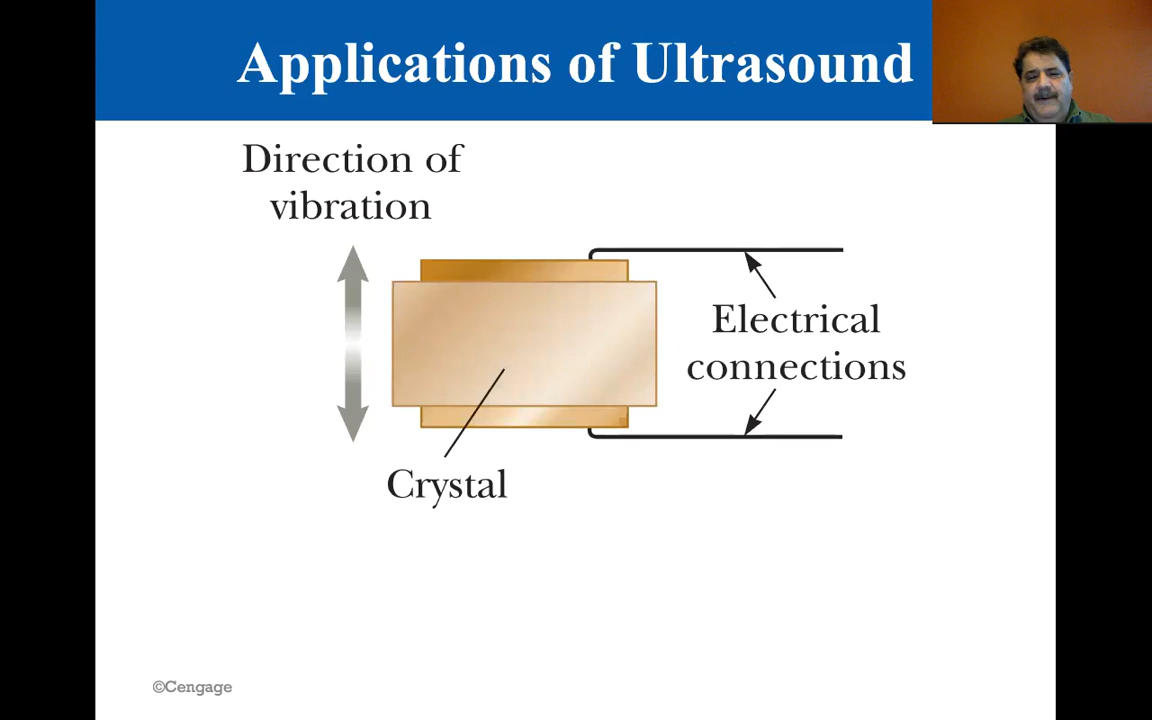 Applications of Ultrasound
Direction of
vibration
Electrical
connections
Crystal
©Cengage